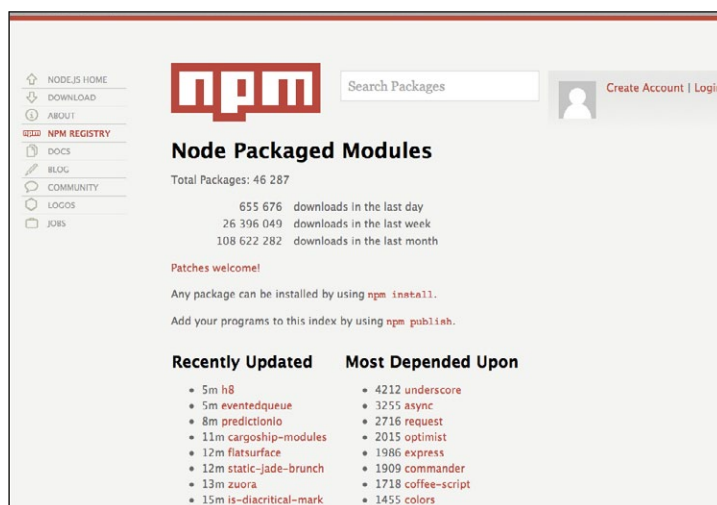 npm
Search Packages
Create Account | Login
NODE.JS HOME
DOWNLOAD
ABOUT
npm NPM REGISTRY
DOCS
BLOG
COMMUNITY
LOGOS
JOBS
Node Packaged Modules
Total Packages: 46 287
655 676 downloads in the last day
26 396 049 downloads in the last week
108 622 282 downloads in the last month
Patches welcome!
Any package can be installed by using npm install.
Add your programs to this index by using npm publish.
Recently Updated
5m h8
5m eventedqueue
8m predictionio
11m cargoship-modules
12m flatsurface
12m static-jade-brunch
13m zuora
15m is-diacritical-mark
Most Depended Upon
4212 underscore
3255 async
2716 request
2015 optimist
1986 express
1909 commander
1718 coffee-script
1455 colors